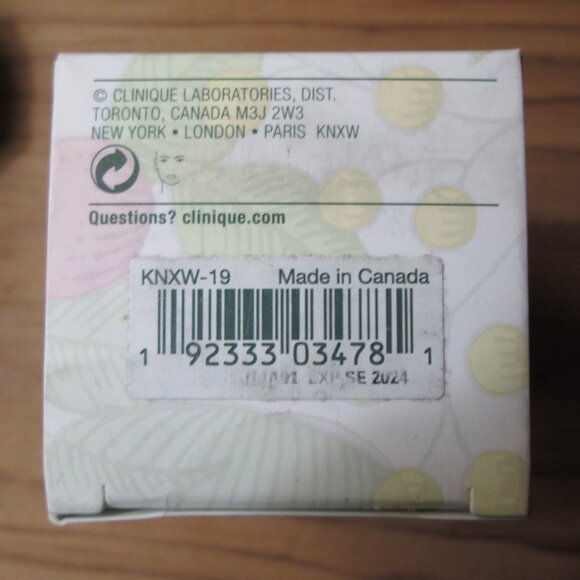 © CLINIQUE LABORATORIES, DIST.
TORONTO, CANADA M3J 2W3
NEW YORK • LONDON • PARIS KNXW
Questions? clinique.com
KNXW-19 Made in Canada
1 92333 03478 1
2024